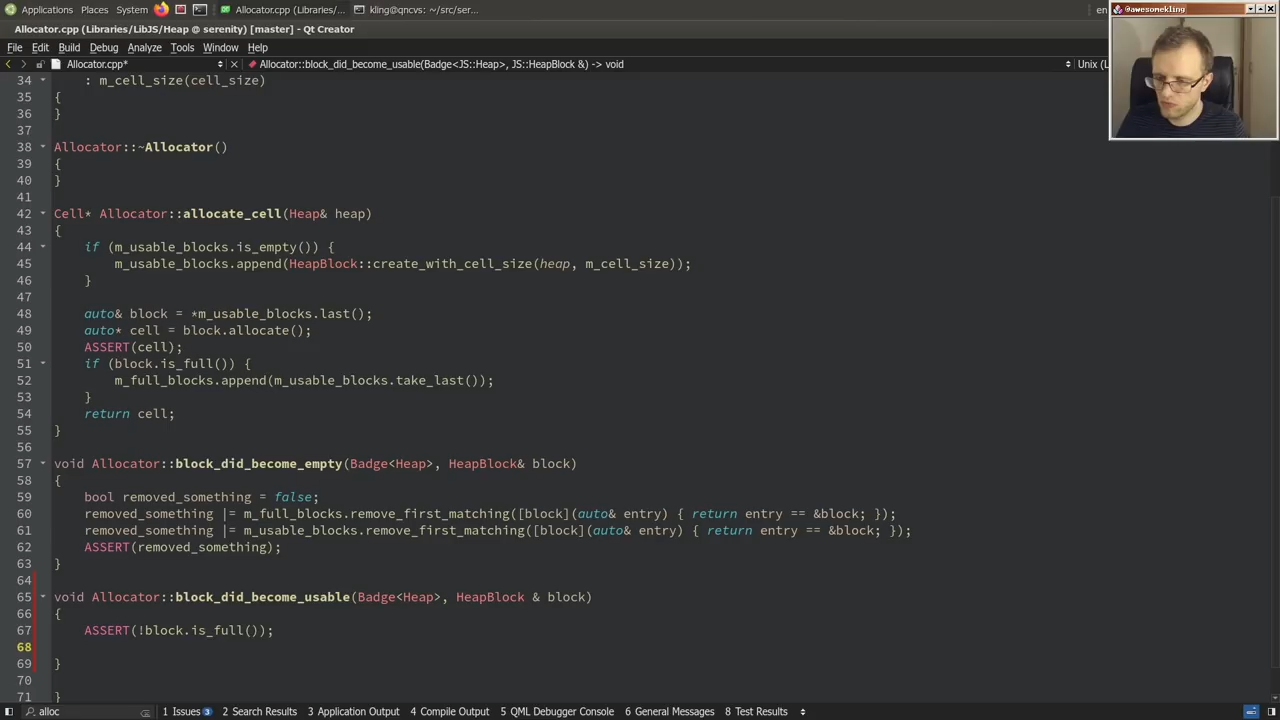 Applications Places System Allocator.cpp (Libraries/... kling@qncvs: ~/src/ser... en
@awesomekling
Allocator.cpp (Libraries/LibJS/Heap @ serenity) [master] - Qt Creator
File Edit Build Debug Analyze Tools Window Help
Allocator.cpp* Allocator::block_did_become_usable(Badge<JS::Heap>, JS::HeapBlock &) -> void Unix (L
34 : m_cell_size(cell_size)
35 {
36 }
37
38 Allocator::~Allocator()
39 {
40 }
41
42 Cell* Allocator::allocate_cell(Heap& heap)
43 {
44 if (m_usable_blocks.is_empty()) {
45 m_usable_blocks.append(HeapBlock::create_with_cell_size(heap, m_cell_size));
46 }
47
48 auto& block = *m_usable_blocks.last();
49 auto* cell = block.allocate();
50 ASSERT(cell);
51 if (block.is_full()) {
52 m_full_blocks.append(m_usable_blocks.take_last());
53 }
54 return cell;
55 }
56
57 void Allocator::block_did_become_empty(Badge<Heap>, HeapBlock& block)
58 {
59 bool removed_something = false;
60 removed_something |= m_full_blocks.remove_first_matching([block](auto& entry) { return entry == &block; });
61 removed_something |= m_usable_blocks.remove_first_matching([block](auto& entry) { return entry == &block; });
62 ASSERT(removed_something);
63 }
64
65 void Allocator::block_did_become_usable(Badge<Heap>, HeapBlock & block)
66 {
67 ASSERT(!block.is_full());
68
69 }
70
71 }
alloc 1 Issues 3 2 Search Results 3 Application Output 4 Compile Output 5 QML Debugger Console 6 General Messages 8 Test Results